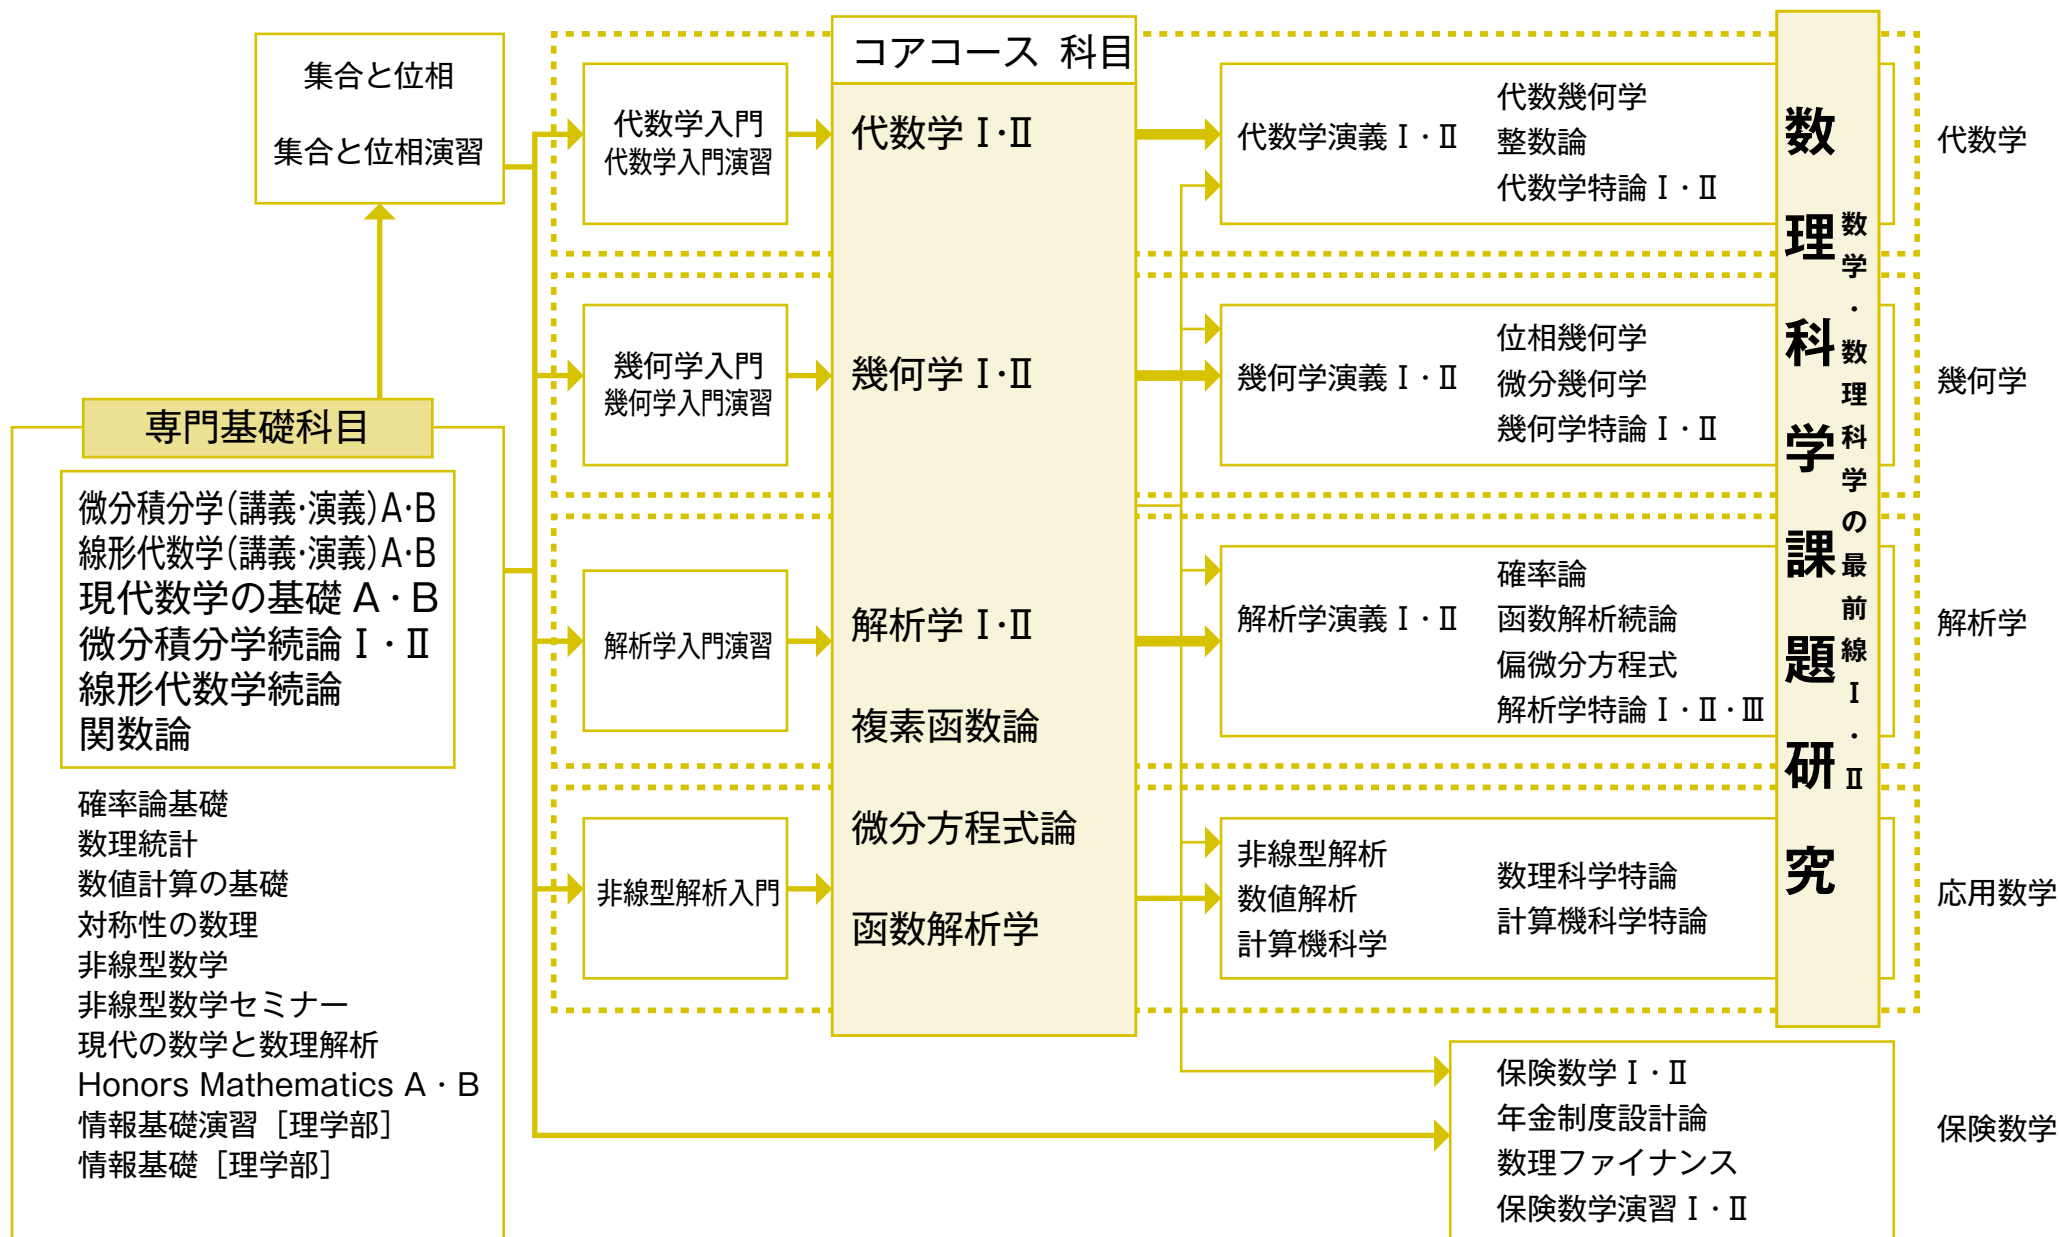 集合と位相
集合と位相演習
専門基礎科目
微分積分学(講義・演義)A・B
線形代数学(講義・演義)A・B
現代数学の基礎 A・B
微分積分学続論 I・II
線形代数学続論
関数論
確率論基礎
数理統計
数値計算の基礎
対称性の数理
非線型数学
非線型数学セミナー
現代の数学と数理解析
Honors Mathematics A・B
情報基礎演習［理学部］
情報基礎［理学部］
代数学入門
代数学入門演習
幾何学入門
幾何学入門演習
解析学入門演習
非線型解析入門
コアコース 科目
代数学 I・II
幾何学 I・II
解析学 I・II
複素函数論
微分方程式論
函数解析学
代数学演義 I・II
代数幾何学
整数論
代数学特論 I・II
幾何学演義 I・II
位相幾何学
微分幾何学
幾何学特論 I・II
解析学演義 I・II
確率論
函数解析続論
偏微分方程式
解析学特論 I・II・III
非線型解析
数値解析
計算機科学
数理科学特論
計算機科学特論
保険数学 I・II
年金制度設計論
数理ファイナンス
保険数学演習 I・II
数理科学課題研究
数学・数理科学の最前線 I・II
代数学
幾何学
解析学
応用数学
保険数学